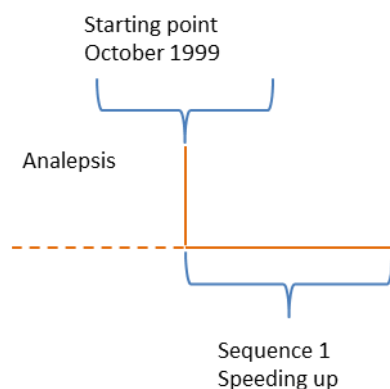 Starting point
October 1999
Analepsis
Sequence 1
Speeding up